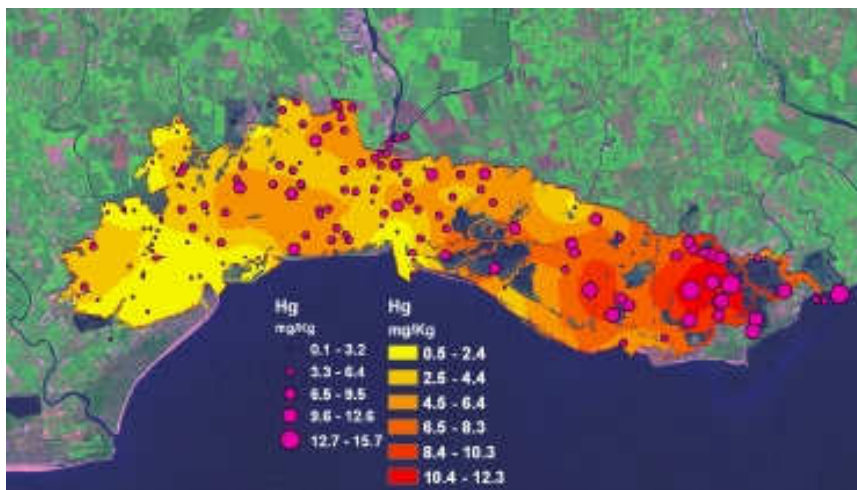 Hg
mg/Kg
0.1 - 3.2
3.3 - 6.4
6.5 - 9.5
9.6 - 12.6
12.7 - 15.7
Hg
mg/Kg
0.5 - 2.4
2.5 - 4.4
4.5 - 6.4
6.5 - 8.3
8.4 - 10.3
10.4 - 12.3